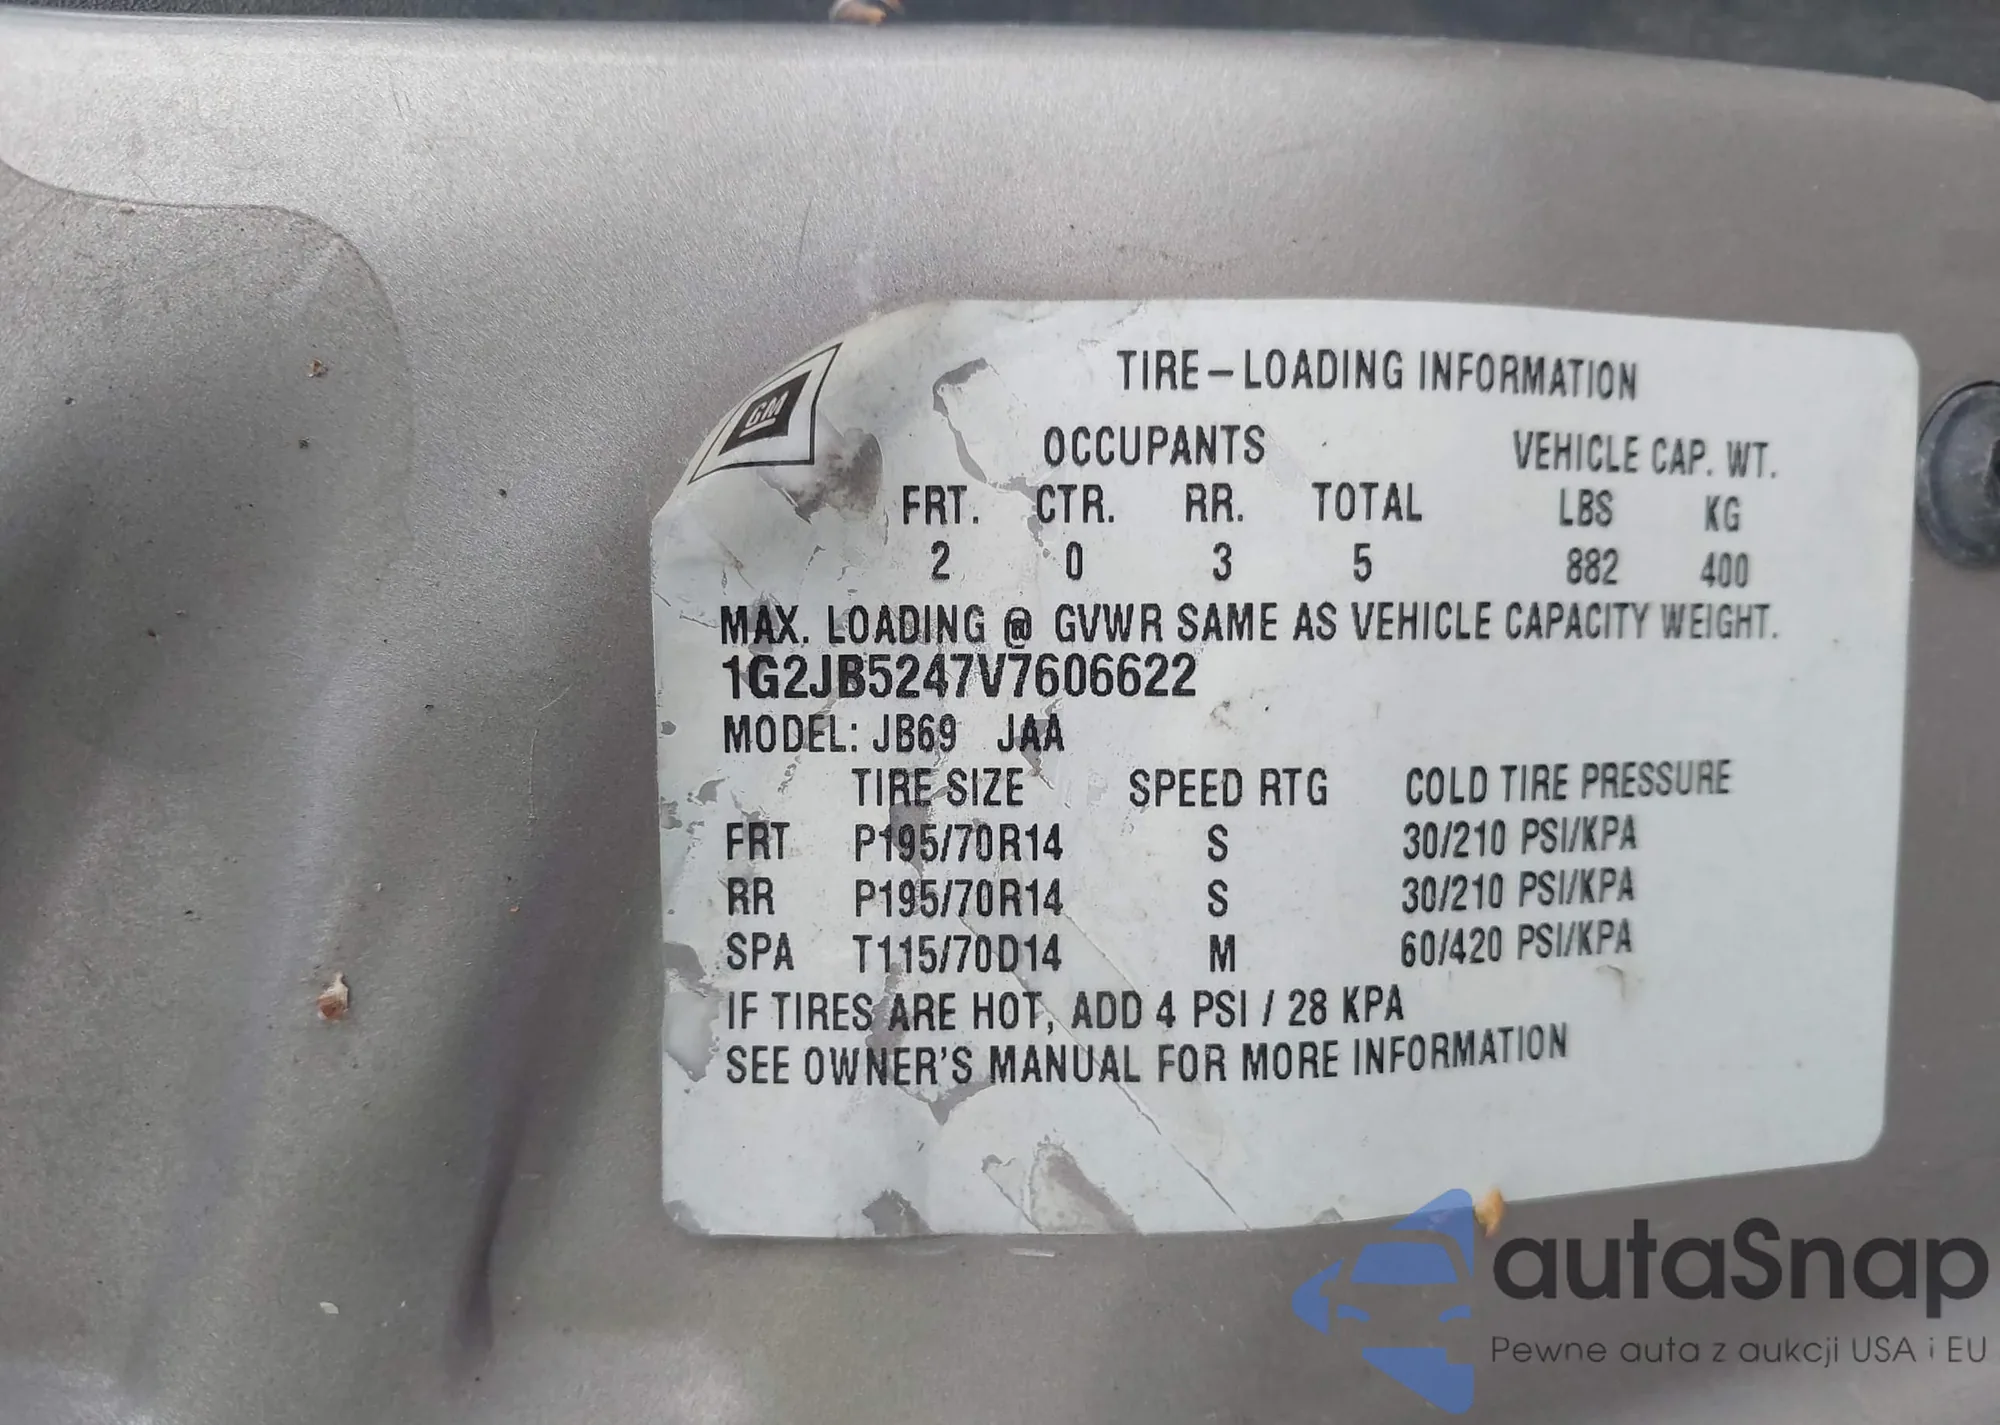 GM
TIRE-LOADING INFORMATION
OCCUPANTS VEHICLE CAP. WT.
FRT. CTR. RR. TOTAL LBS KG
2 0 3 5 882 400
MAX. LOADING @ GVWR SAME AS VEHICLE CAPACITY WEIGHT.
1G2JB5247V7606622
MODEL: JB69 JAA
TIRE SIZE SPEED RTG COLD TIRE PRESSURE
FRT P195/70R14 S 30/210 PSI/KPA
RR P195/70R14 S 30/210 PSI/KPA
SPA T115/70D14 M 60/420 PSI/KPA
IF TIRES ARE HOT, ADD 4 PSI / 28 KPA
SEE OWNER'S MANUAL FOR MORE INFORMATION
autaSnap
Pewne auta z aukcji USA i EU